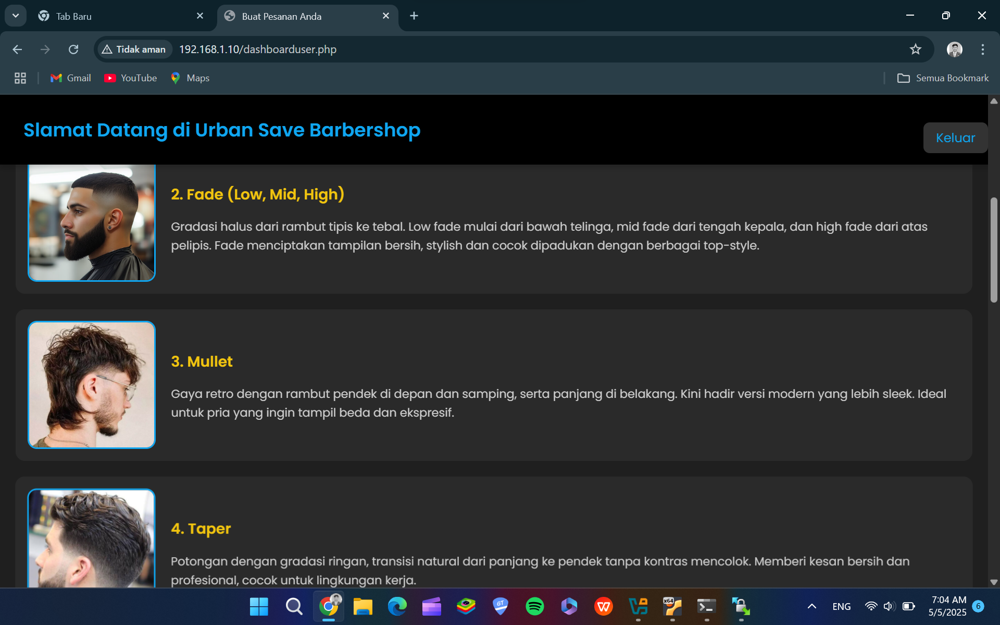 Tab Baru
Buat Pesanan Anda
Tidak aman
192.168.1.10/dashboarduser.php
Gmail
YouTube
Maps
Semua Bookmark
Slamat Datang di Urban Save Barbershop
Keluar
2. Fade (Low, Mid, High)
Gradasi halus dari rambut tipis ke tebal. Low fade mulai dari bawah telinga, mid fade dari tengah kepala, dan high fade dari atas
pelipis. Fade menciptakan tampilan bersih, stylish dan cocok dipadukan dengan berbagai top-style.
3. Mullet
Gaya retro dengan rambut pendek di depan dan samping, serta panjang di belakang. Kini hadir versi modern yang lebih sleek. Ideal
untuk pria yang ingin tampil beda dan ekspresif.
4. Taper
Potongan dengan gradasi ringan, transisi natural dari panjang ke pendek tanpa kontras mencolok. Memberi kesan bersih dan
profesional, cocok untuk lingkungan kerja.
GT
x64
ENG
7:04 AM
5/5/2025
6